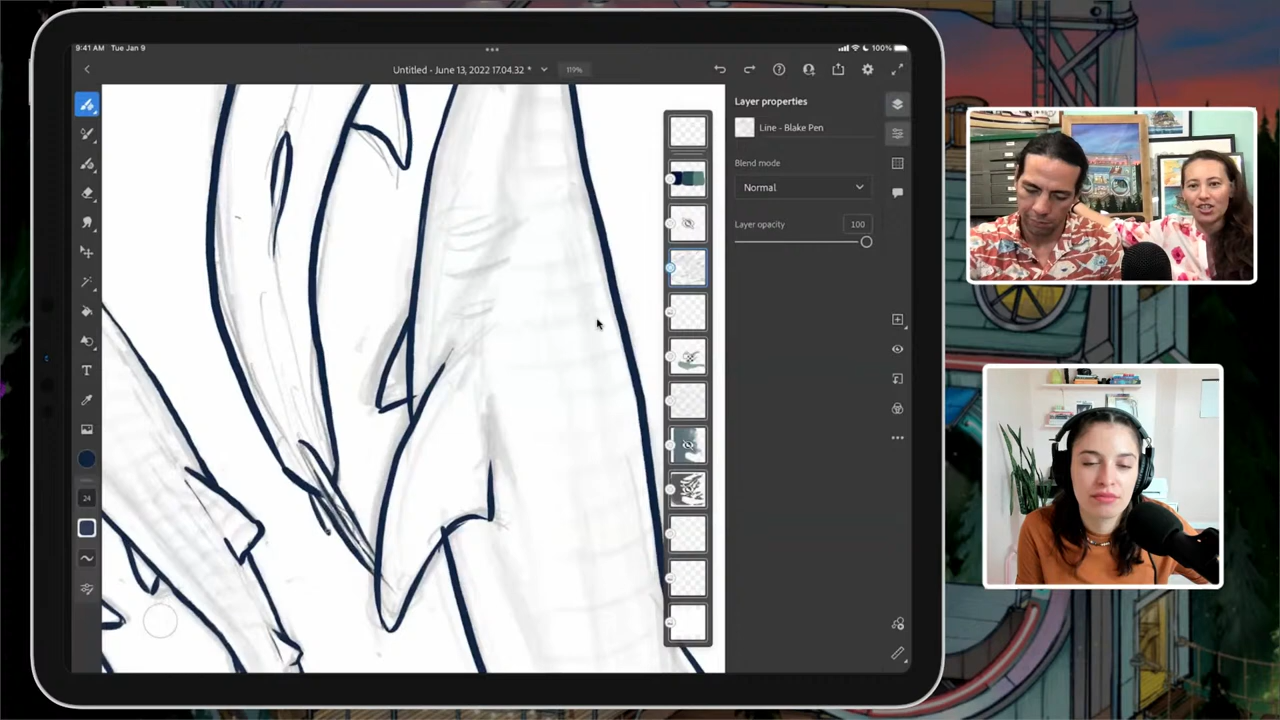 9:41 AM Tue Jan 9
100%
Untitled - June 13, 2022 17.04.32 *
119%
Layer properties
Line - Blake Pen
Blend mode
Normal
Layer opacity
100
T
24